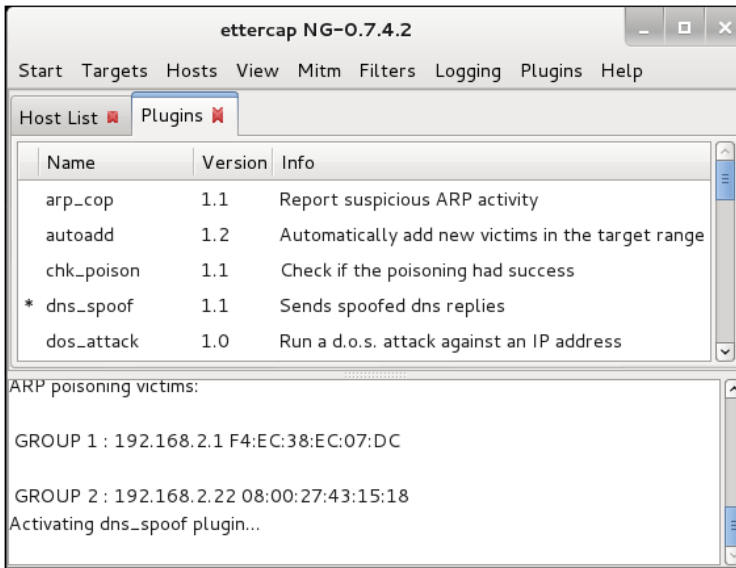 ettercap NG-0.7.4.2
Start Targets Hosts View Mitm Filters Logging Plugins Help
Host List Plugins
Name Version Info
arp_cop 1.1 Report suspicious ARP activity
autoadd 1.2 Automatically add new victims in the target range
chk_poison 1.1 Check if the poisoning had success
* dns_spoof 1.1 Sends spoofed dns replies
dos_attack 1.0 Run a d.o.s. attack against an IP address
ARP poisoning victims:
GROUP 1 : 192.168.2.1 F4:EC:38:EC:07:DC
GROUP 2 : 192.168.2.22 08:00:27:43:15:18
Activating dns_spoof plugin...